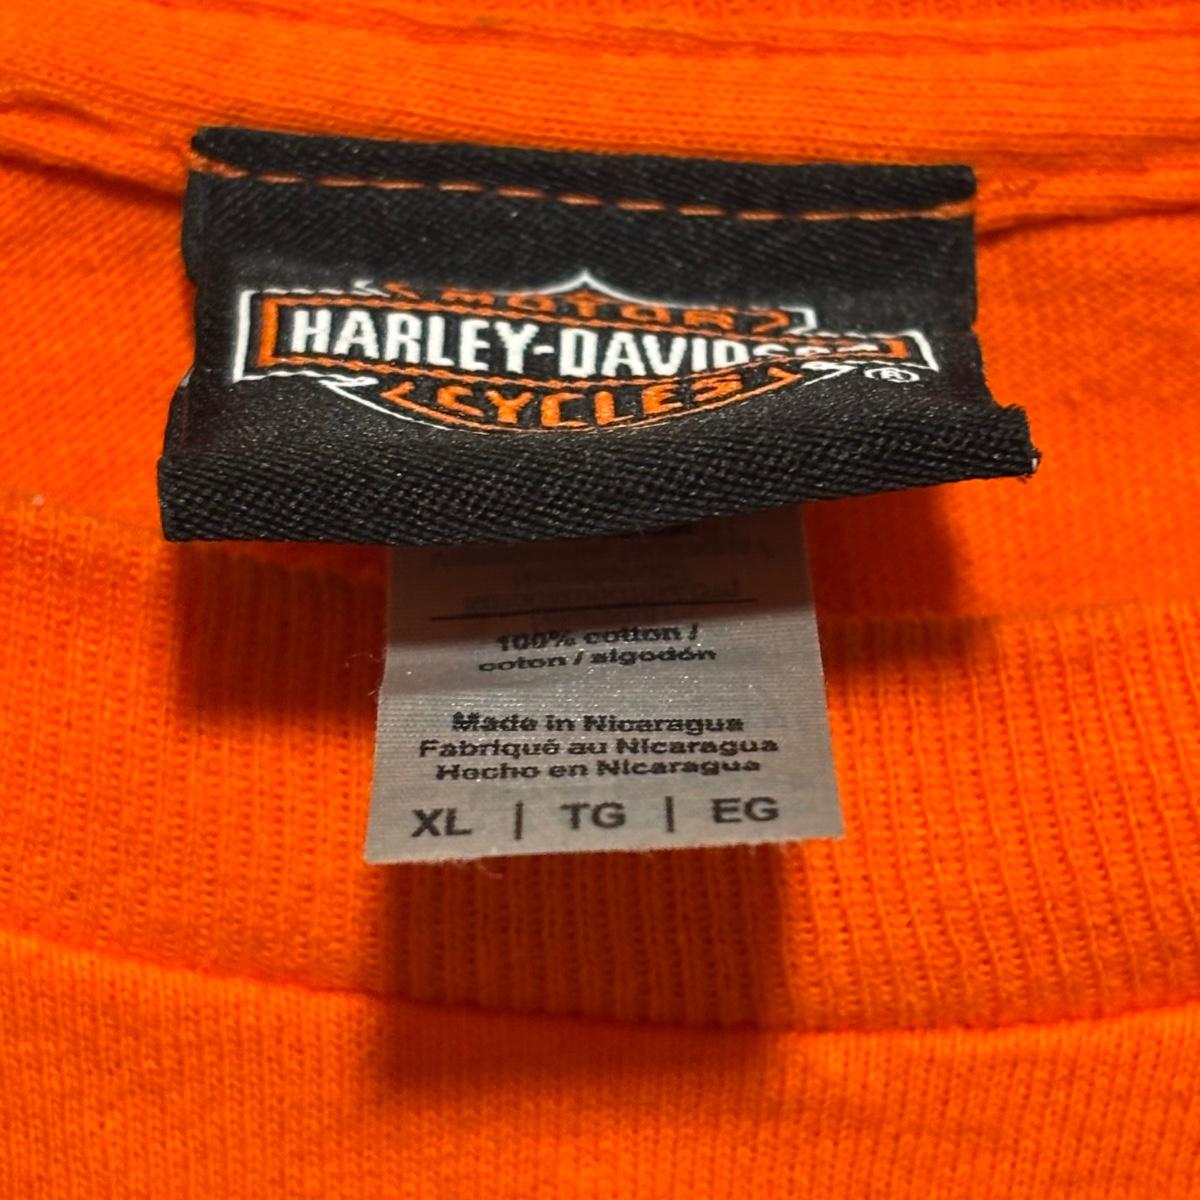 MOTOR
HARLEY-DAVIDSON
CYCLES
®
100% cotton /
coton / algodón
Made in Nicaragua
Fabriqué au Nicaragua
Hecho en Nicaragua
XL | TG | EG